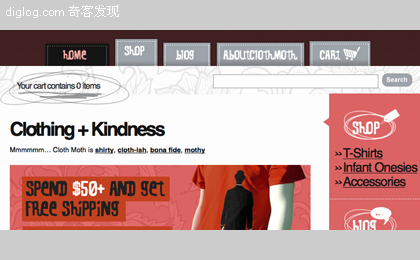 diglog.com 奇客发现
home
SHOP
blog
AboutClothMoth
CART
Your cart contains 0 Items
Search
Clothing + Kindness
Mmmmmm... Cloth Moth is shirty, cloth-ish, bona fide, mothy
SPEND $50+ AND get
FREE SHIPPING
SHOP
>> T-Shirts
>> Infant Onesies
>> Accessories
blog